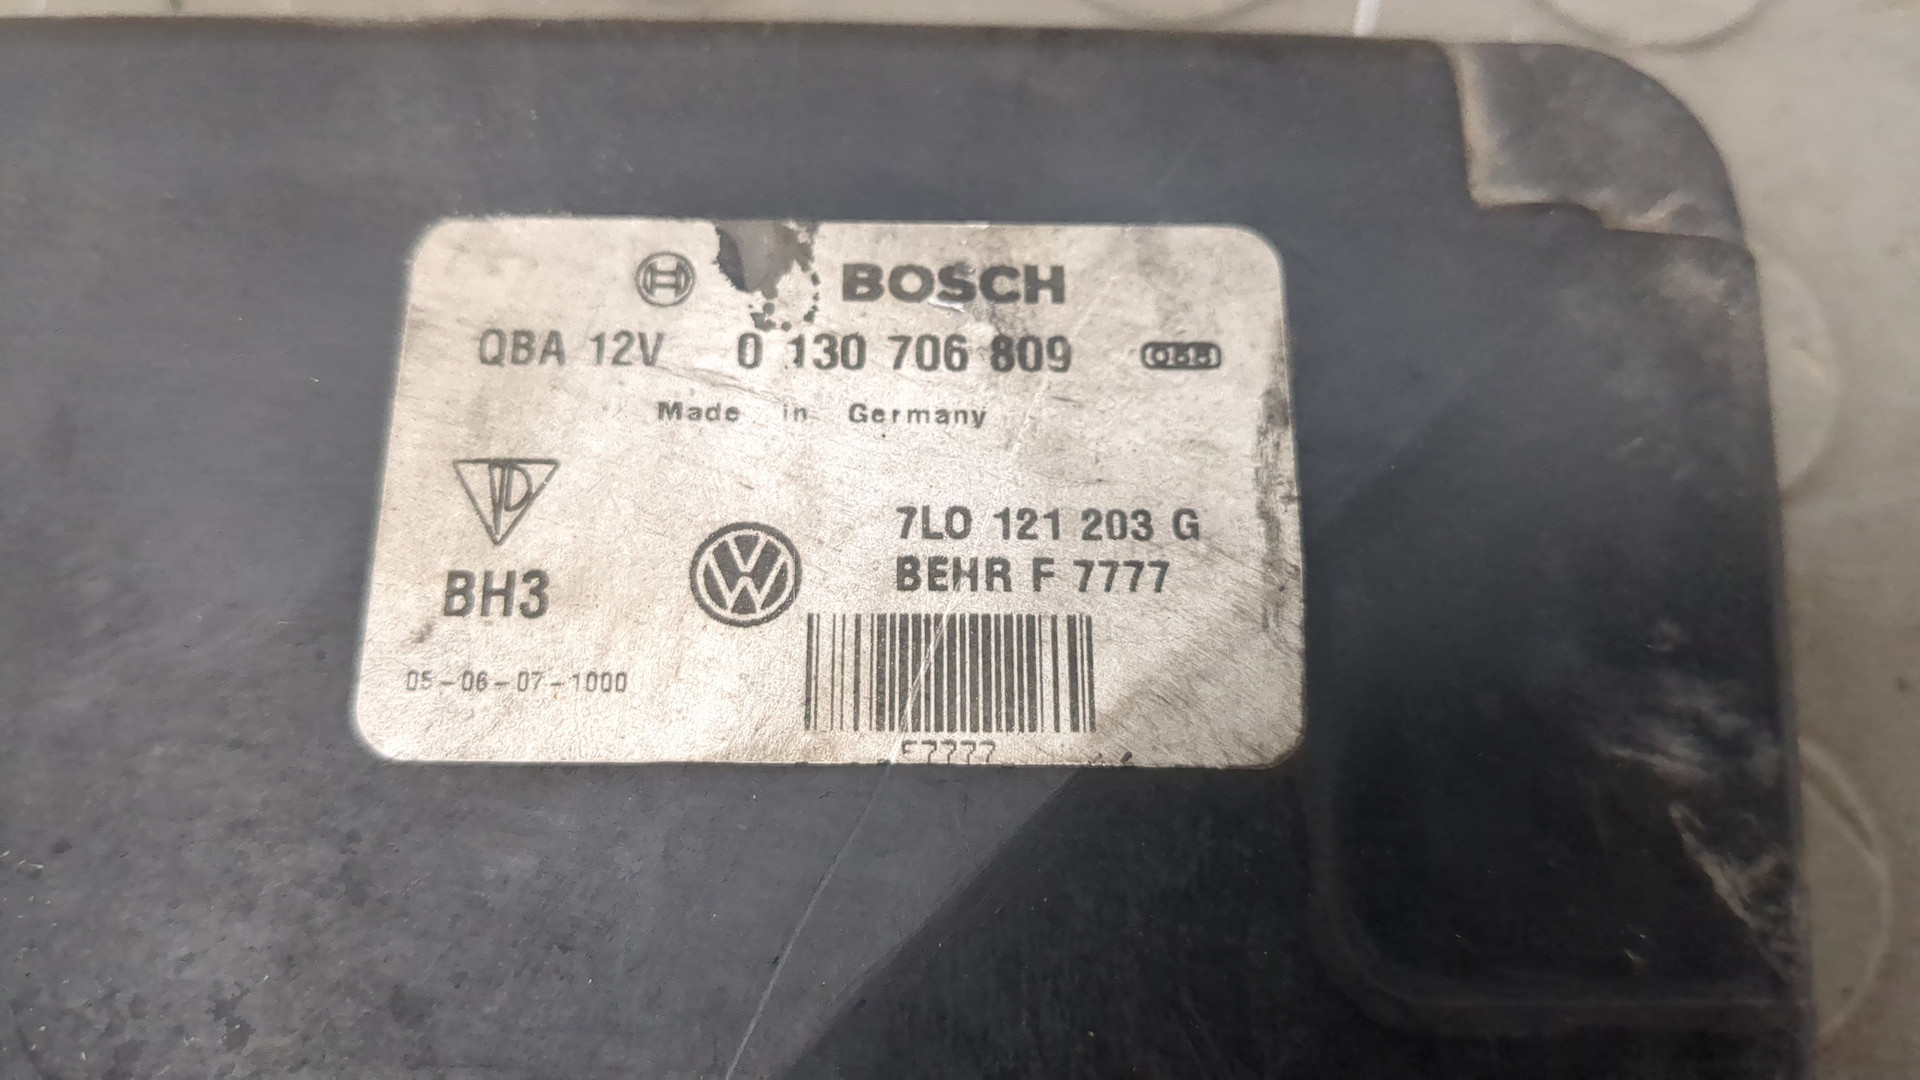 BOSCH
QBA 12V 0 130 706 809
Made in Germany
7L0 121 203 G
BEHR F 7777
BH3
05-06-07-1000
F7777